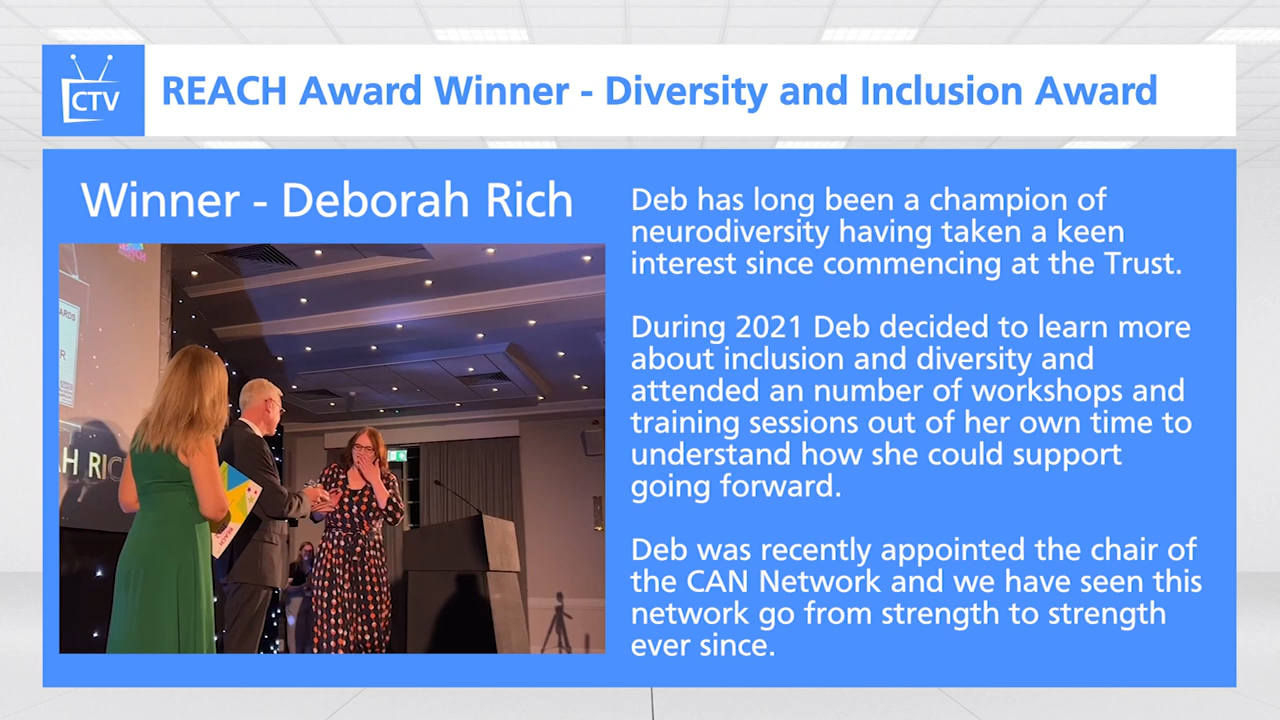 CTV
REACH Award Winner - Diversity and Inclusion Award
Winner - Deborah Rich
Deb has long been a champion of
neurodiversity having taken a keen
interest since commencing at the Trust.
During 2021 Deb decided to learn more
about inclusion and diversity and
attended an number of workshops and
training sessions out of her own time to
understand how she could support
going forward.
Deb was recently appointed the chair of
the CAN Network and we have seen this
network go from strength to strength
ever since.
ARDS
R
AH RIC
REACH